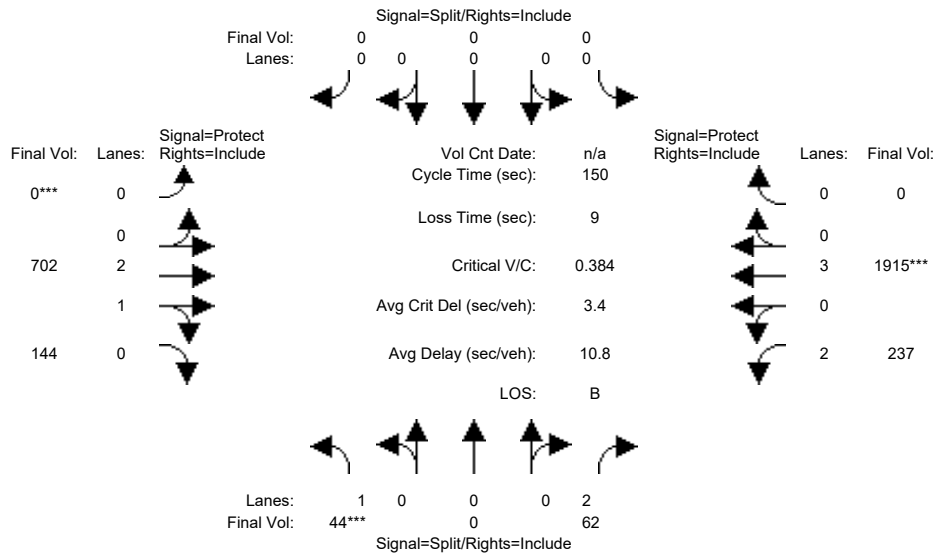 Signal=Split/Rights=Include
Final Vol: 0 0 0
Lanes: 0 0 0 0 0
Signal=Protect
Final Vol: Lanes: Rights=Include
Vol Cnt Date: n/a
Signal=Protect
Rights=Include Lanes: Final Vol:
Cycle Time (sec): 150
0*** 0
0 0
Loss Time (sec): 9
0
0
702 2
Critical V/C: 0.384
3 1915***
1
Avg Crit Del (sec/veh): 3.4
0
144 0
Avg Delay (sec/veh): 10.8
2 237
LOS: B
Lanes: 1 0 0 0 2
Final Vol: 44*** 0 62
Signal=Split/Rights=Include